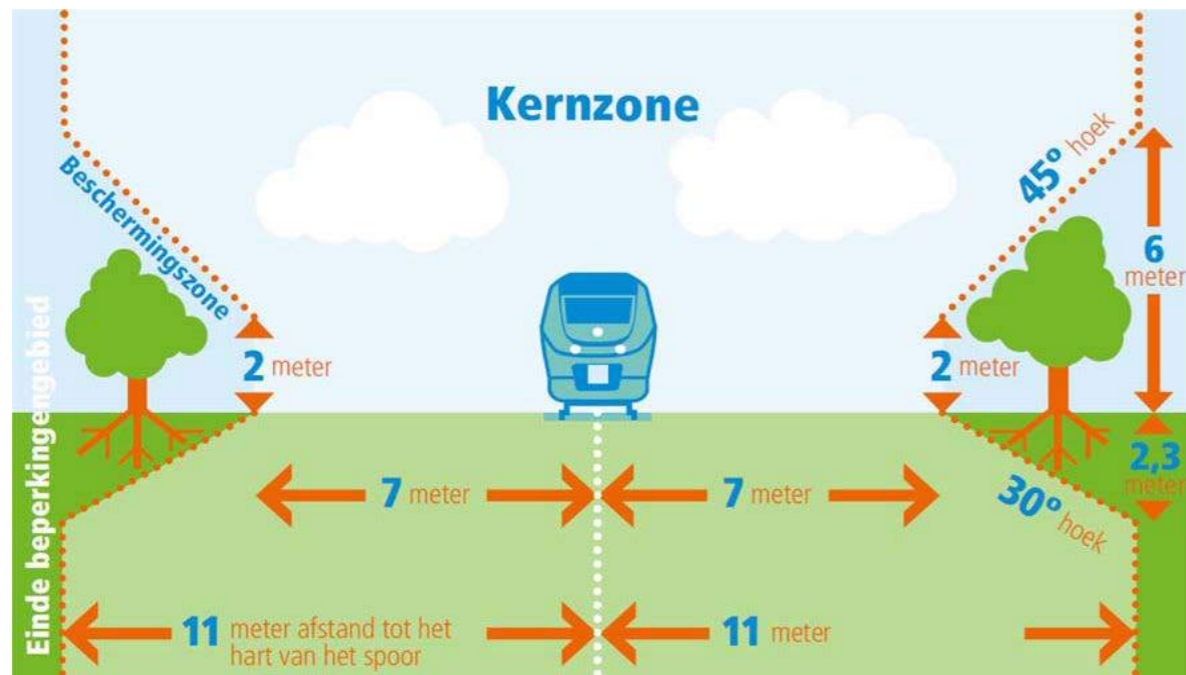 Kernzone
45° hoek
Beschermingszone
6
meter
2 meter
2 meter
Einde beperkingengebied
2,3
meter
7 meter
7 meter
30° hoek
11 meter afstand tot het
hart van het spoor
11 meter